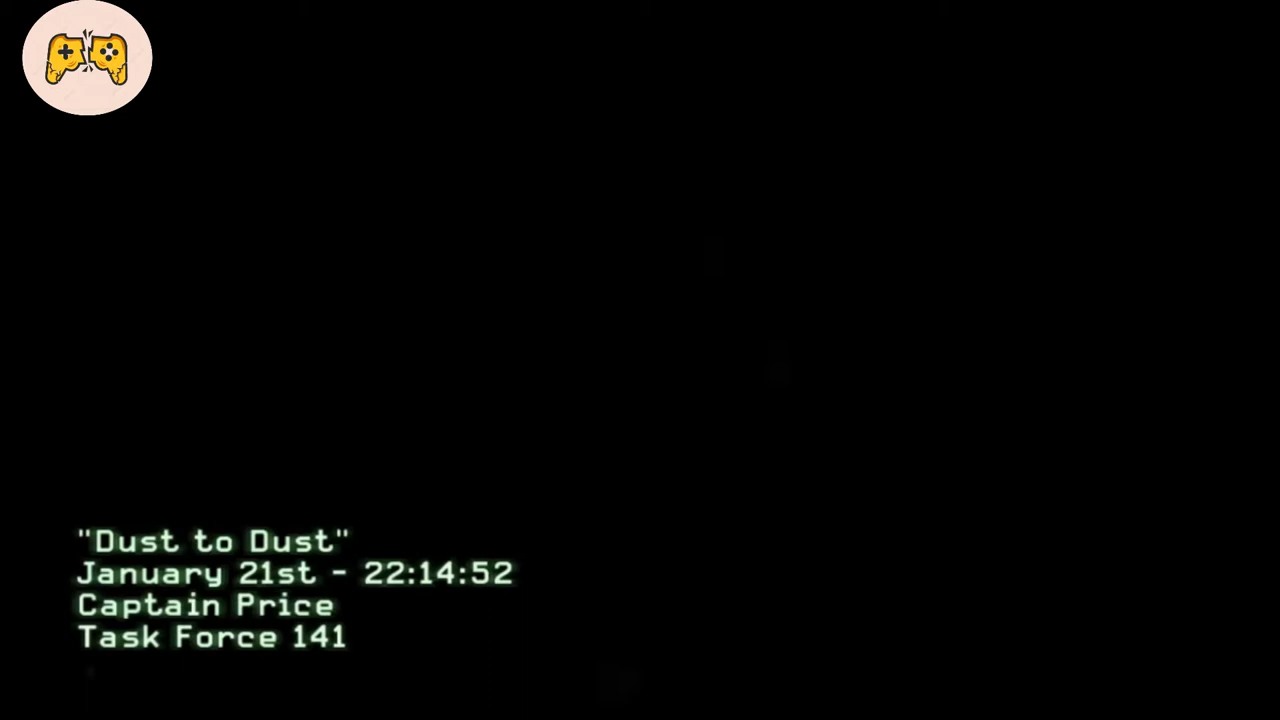 "Dust to Dust"
January 21st - 22:14:52
Captain Price
Task Force 141